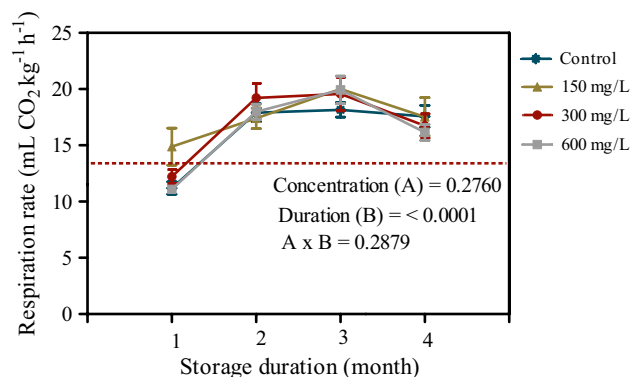 Respiration rate (mL CO₂ kg⁻¹ h⁻¹)
25
20
15
10
5
0
1
2
3
4
Storage duration (month)
Concentration (A) = 0.2760
Duration (B) = < 0.0001
A x B = 0.2879
Control
150 mg/L
300 mg/L
600 mg/L